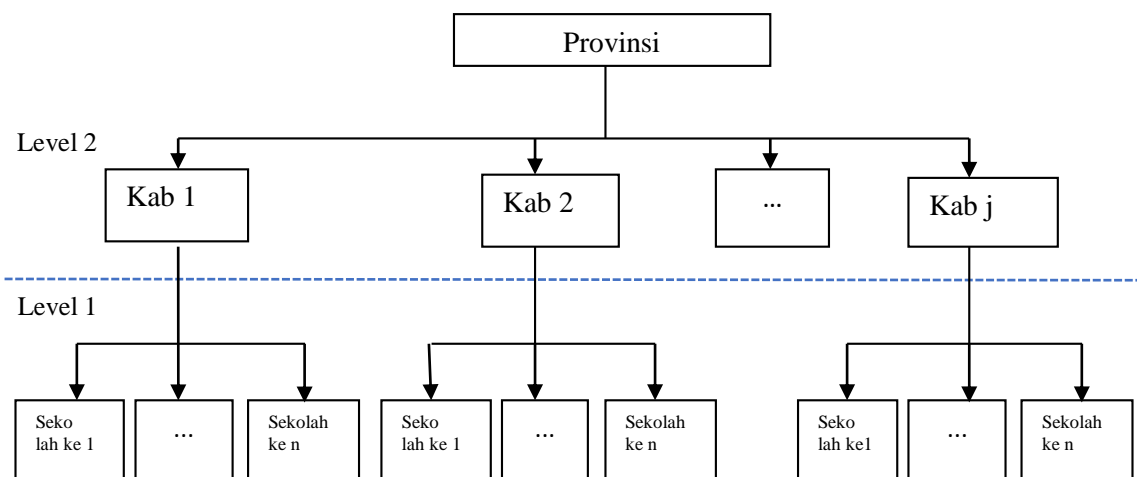 Provinsi
Level 2
Kab 1
Kab 2
...
Kab j
Level 1
Seko
lah ke 1
...
Sekolah
ke n
Seko
lah ke 1
...
Sekolah
ke n
Seko
lah ke1
...
Sekolah
ke n